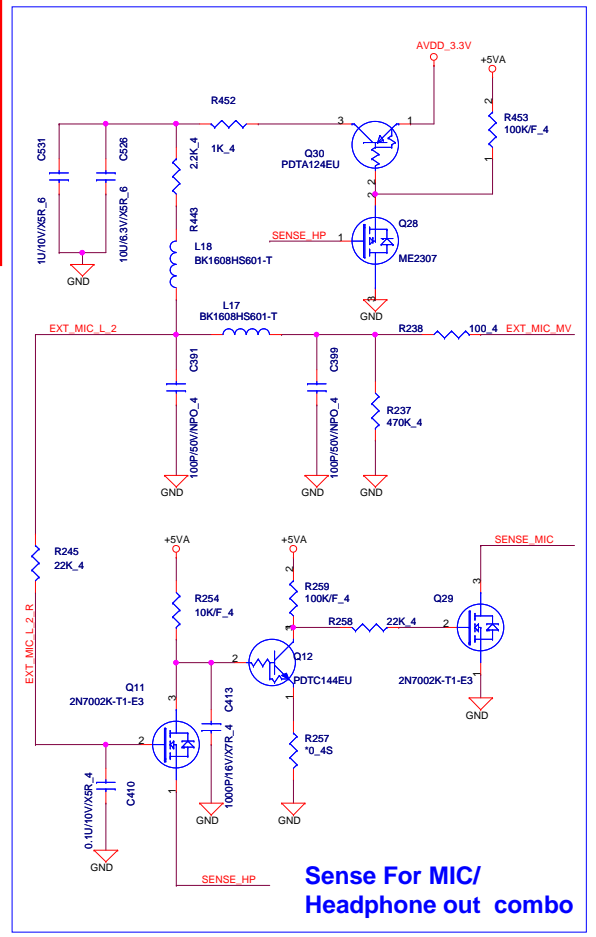 AVDD_3.3V
+5VA
R452
1K_4
3
1
Q30
PDTA124EU
2
2
R453
100K/F_4
1
C531
1U/10V/X5R_6
C526
10U/6.3V/X5R_6
GND
2.2K_4
R443
L18
BK1608HS601-T
SENSE_HP
1
2
Q28
ME2307
3
GND
L17
BK1608HS601-T
EXT_MIC_L_2
R238
100_4
EXT_MIC_MV
C391
100P/50V/NPO_4
C399
100P/50V/NPO_4
R237
470K_4
GND
GND
GND
+5VA
+5VA
SENSE_MIC
R245
22K_4
R254
10K/F_4
2
R259
100K/F_4
1
R258
22K_4
Q29
3
2
1
2N7002K-T1-E3
GND
EXT_MIC_L_2_R
Q11
2N7002K-T1-E3
3
2
1
2
Q12
PDTC144EU
1
C413
1000P/16V/X7R_4
R257
*0_4S
0.1U/10V/X5R_4
C410
GND
GND
GND
SENSE_HP
Sense For MIC/
Headphone out combo